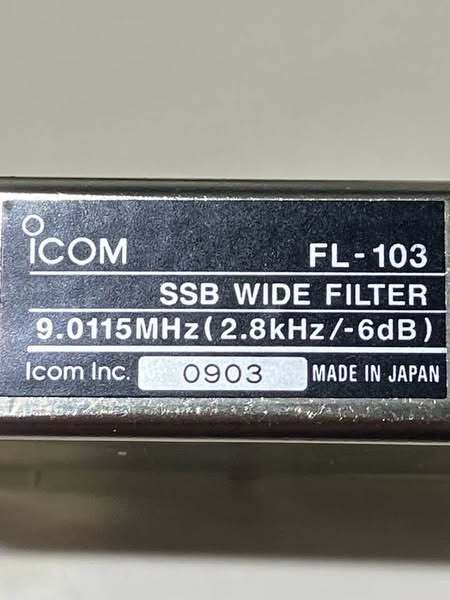 ICOM FL-103
SSB WIDE FILTER
9.0115MHz(2.8kHz/-6dB)
Icom Inc. 0903 MADE IN JAPAN